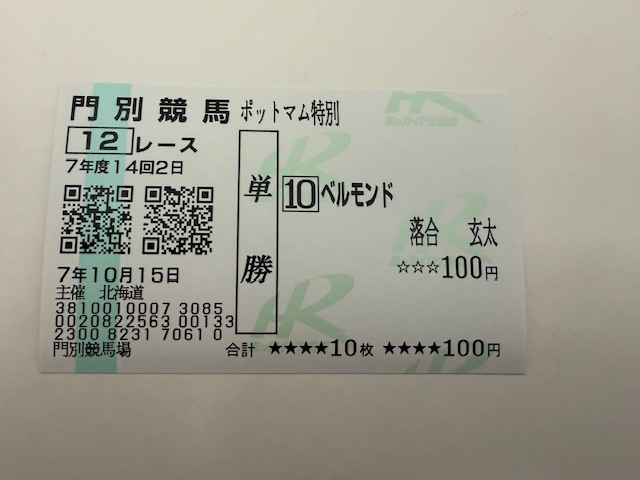 門別競馬 ポットマム特別
12 レース
7年度14回2日
単勝
10 ベルモンド
落合 玄太
☆☆☆100円
7年10月15日
主催 北海道
3810010007 3085
0020822563 00133
2300 8231 7061 0
門別競馬場
合計 ★★★★10枚 ★★★★100円